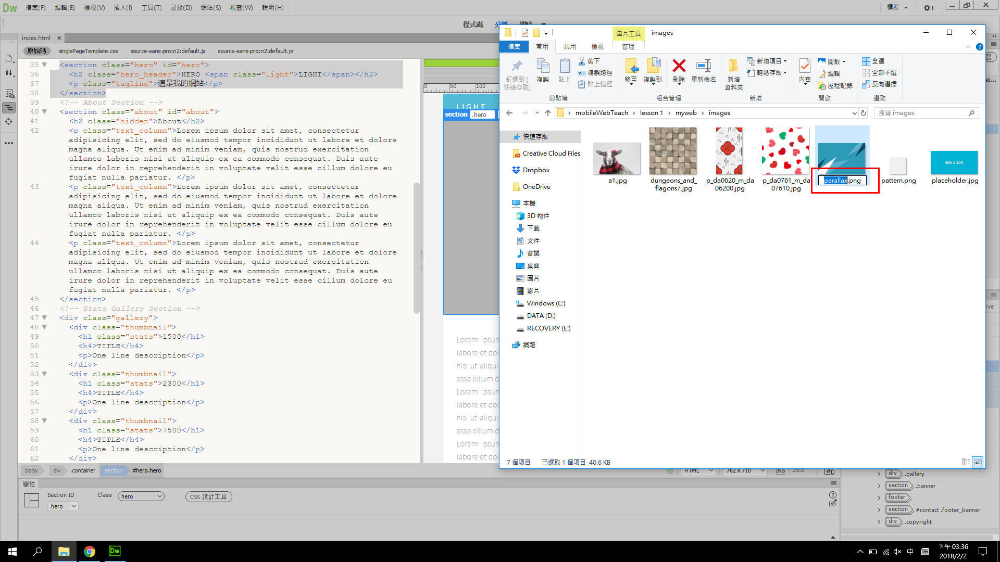 Dw 檔案(F) 編輯(E) 檢視(V) 插入(I) 工具(T) 尋找(D) 網站(S) 視窗(W) 說明(H) 標準
程式碼
index.html
原始碼 singlePageTemplate.css source-sans-pro:n2:default.js source-sans-pro:n2:default.js
35 <section class="hero" id="hero">
36 <h2 class="hero_header">HERO <span class="light">LIGHT</span></h2>
37 <p class="tagline">這是我的網站</p>
38 </section>
39 <!-- About Section -->
40 <section class="about" id="about">
41 <h2 class="hidden">About</h2>
42 <p class="text_column">Lorem ipsum dolor sit amet, consectetur
adipisicing elit, sed do eiusmod tempor incididunt ut labore et dolore
magna aliqua. Ut enim ad minim veniam, quis nostrud exercitation
ullamco laboris nisi ut aliquip ex ea commodo consequat. Duis aute
irure dolor in reprehenderit in voluptate velit esse cillum dolore eu
fugiat nulla pariatur. </p>
43 <p class="text_column">Lorem ipsum dolor sit amet, consectetur
adipisicing elit, sed do eiusmod tempor incididunt ut labore et dolore
magna aliqua. Ut enim ad minim veniam, quis nostrud exercitation
ullamco laboris nisi ut aliquip ex ea commodo consequat. Duis aute
irure dolor in reprehenderit in voluptate velit esse cillum dolore eu
fugiat nulla pariatur. </p>
44 <p class="text_column">Lorem ipsum dolor sit amet, consectetur
adipisicing elit, sed do eiusmod tempor incididunt ut labore et dolore
magna aliqua. Ut enim ad minim veniam, quis nostrud exercitation
ullamco laboris nisi ut aliquip ex ea commodo consequat. Duis aute
irure dolor in reprehenderit in voluptate velit esse cillum dolore eu
fugiat nulla pariatur. </p>
45 </section>
46 <!-- Stats Gallery Section -->
47 <div class="gallery">
48 <div class="thumbnail">
49 <h1 class="stats">1500</h1>
50 <h4>TITLE</h4>
51 <p>One line description</p>
52 </div>
53 <div class="thumbnail">
54 <h1 class="stats">2300</h1>
55 <h4>TITLE</h4>
56 <p>One line description</p>
57 </div>
58 <div class="thumbnail">
59 <h1 class="stats">7500</h1>
60 <h4>TITLE</h4>
61 <p>One line description</p>
62 </div>
0 50 100
LIGHT
section .hero
Lorem ipsum
labore et dol
nisi ut aliqui
esse cillum d
Lorem ipsum
labore et dol
nisi ut aliqui
esse cillum d
Lorem ipsum
labore et dol
圖片工具 images
檔案 常用 共用 檢視 管理
釘選到 [
快速存取]
複製
貼上
剪下
複製路徑
貼上捷徑
剪貼簿
移至 複製到 刪除 重新命名
組合管理
新增
資料夾
新增項目
輕鬆存取
新增
內容
開啟
編輯
歷程記錄
開啟
全選
全部不選
反向選擇
選取
mobileWebTeach lesson 1 myweb images 搜尋 images
快速存取
Creative Cloud Files
Dropbox
OneDrive
本機
3D 物件
下載
文件
音樂
桌面
圖片
影片
Windows (C:)
DATA (D:)
RECOVERY (E:)
網路
a1.jpg
dungeons_and_
flagons7.jpg
p_da0620_m_da
06200.jpg
p_da0761_m_da
07610.jpg
parallax.png
pattern.png
400 x 200
placeholder.jpg
7 個項目 已選取 1 個項目 40.6 KB
body div .container section #hero.hero HTML 782 x 710 INS 35:3
屬性
Section ID
hero
Class hero CSS 設計工具
div .gallery
section .banner
footer
section #contact .footer_banner
div .copyright
Dw
中
下午 03:36
2018/2/2